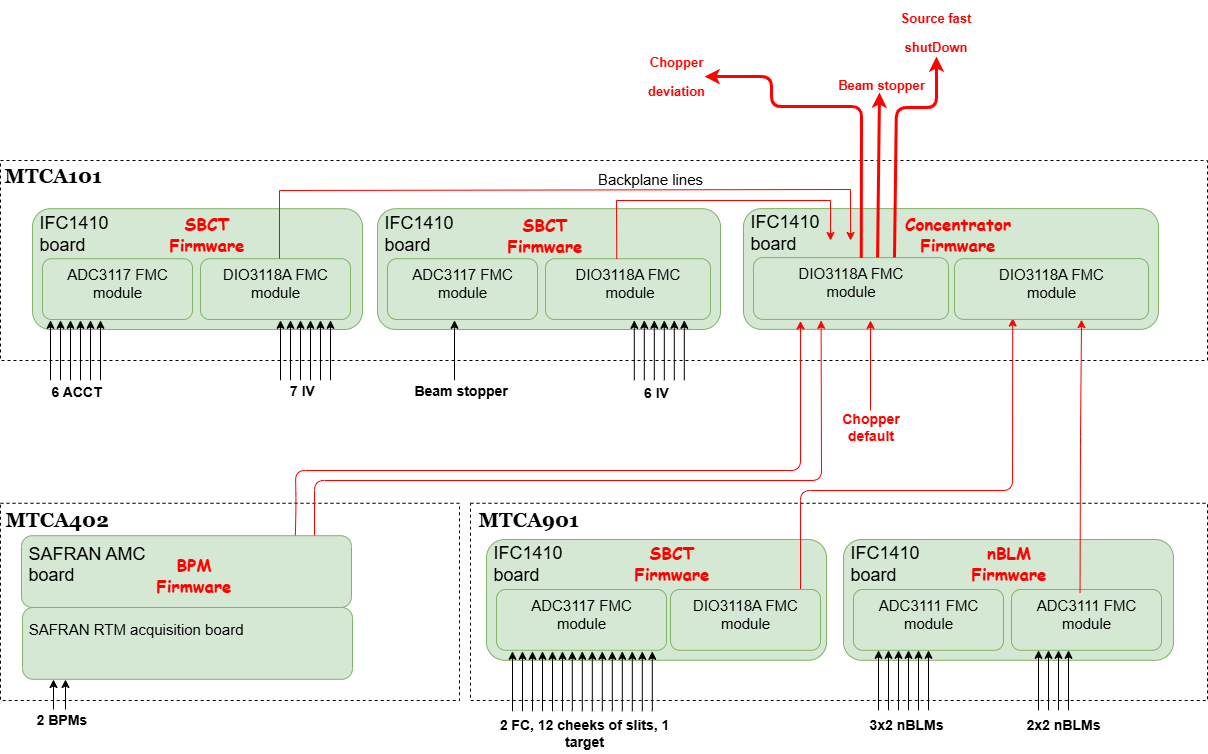 Source fast
shutDown
Chopper
deviation
Beam stopper
MTCA101
Backplane lines
IFC1410
board
SBCT
Firmware
ADC3117 FMC
module
DIO3118A FMC
module
IFC1410
board
SBCT
Firmware
ADC3117 FMC
module
DIO3118A FMC
module
IFC1410
board
Concentrator
Firmware
DIO3118A FMC
module
DIO3118A FMC
module
6 ACCT
7 IV
Beam stopper
6 IV
Chopper
default
MTCA402
SAFRAN AMC
board
BPM
Firmware
SAFRAN RTM acquisition board
2 BPMs
MTCA901
IFC1410
board
SBCT
Firmware
ADC3117 FMC
module
DIO3118A FMC
module
IFC1410
board
nBLM
Firmware
ADC3111 FMC
module
ADC3111 FMC
module
2 FC, 12 cheeks of slits, 1
target
3x2 nBLMs
2x2 nBLMs